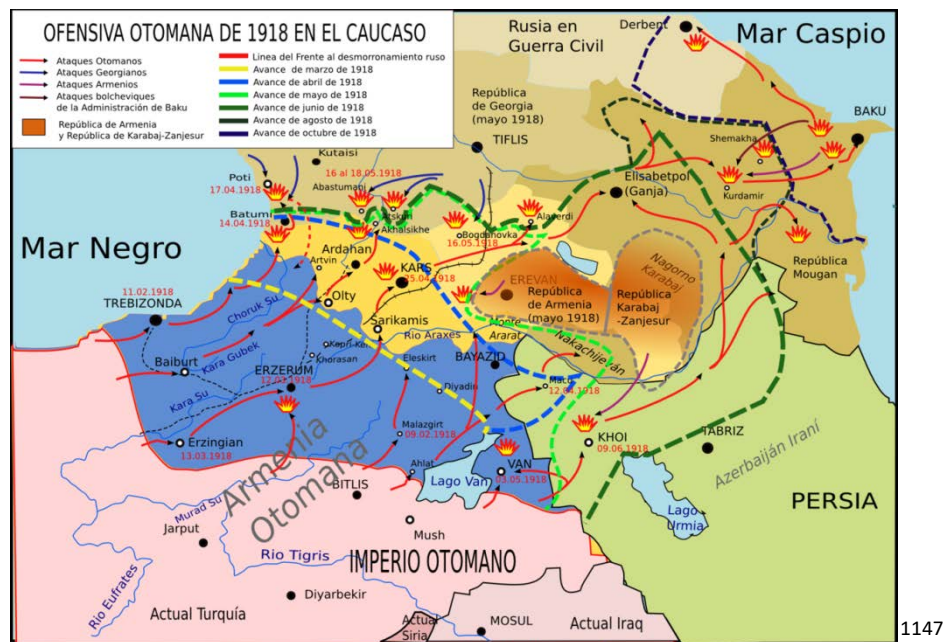 OFENSIVA OTOMANA DE 1918 EN EL CAUCASO
Ataques Otomanos
Ataques Georgianos
Ataques Armenios
Ataques bolcheviques
de la Administración de Baku
República de Armenia
y República de Karabaj-Zanjesur
Linea del Frente al desmorronamiento ruso
Avance de marzo de 1918
Avance de abril de 1918
Avance de mayo de 1918
Avance de junio de 1918
Avance de agosto de 1918
Avance de octubre de 1918
Rusia en
Guerra Civil
Derbent
Mar Caspio
República
de Georgia
(mayo 1918)
TIFLIS
BAKU
Shemakha
Kurdamir
Elisabetpol
(Ganja)
Kutaisi
16 al 18.05.1918
Abastumani
Poti
17.04.1918
Batumi
14.04.1918
Atskuri
Akhalsikhe
Bogdanovka
16.05.1918
Alaverdi
Mar Negro
Ardahan
Artvin
KARS
25.04.1918
EREVAN
República
de Armenia
(mayo 1918)
República
Karabaj
-Zanjesur
Nagorno
Karabaj
República
Mougan
11.02.1918
TREBIZONDA
Choruk Su
Olty
Sarikamis
Rio Araxes
Monte
Ararat
Nakachijeván
Baiburt
Kara Gubek
Kopri Keu
Khorasan
Eleskirt
BAYAZID
ERZERUM
12.03.1918
Kara Su
Diyadin
Macu
12.04.1918
Erzingian
13.03.1918
Malazgirt
09.02.1918
KHOI
09.06.1918
TABRIZ
Azerbaiján Iraní
Armenia
Otomana
Ahlat
VAN
03.05.1918
Lago Van
BITLIS
Lago
Urmia
PERSIA
Murad Su
Jarput
Mush
Rio Tigris
IMPERIO OTOMANO
Rio Eufrates
Diyarbekir
Actual Turquía
Actual
Siria
MOSUL
Actual Iraq
1147